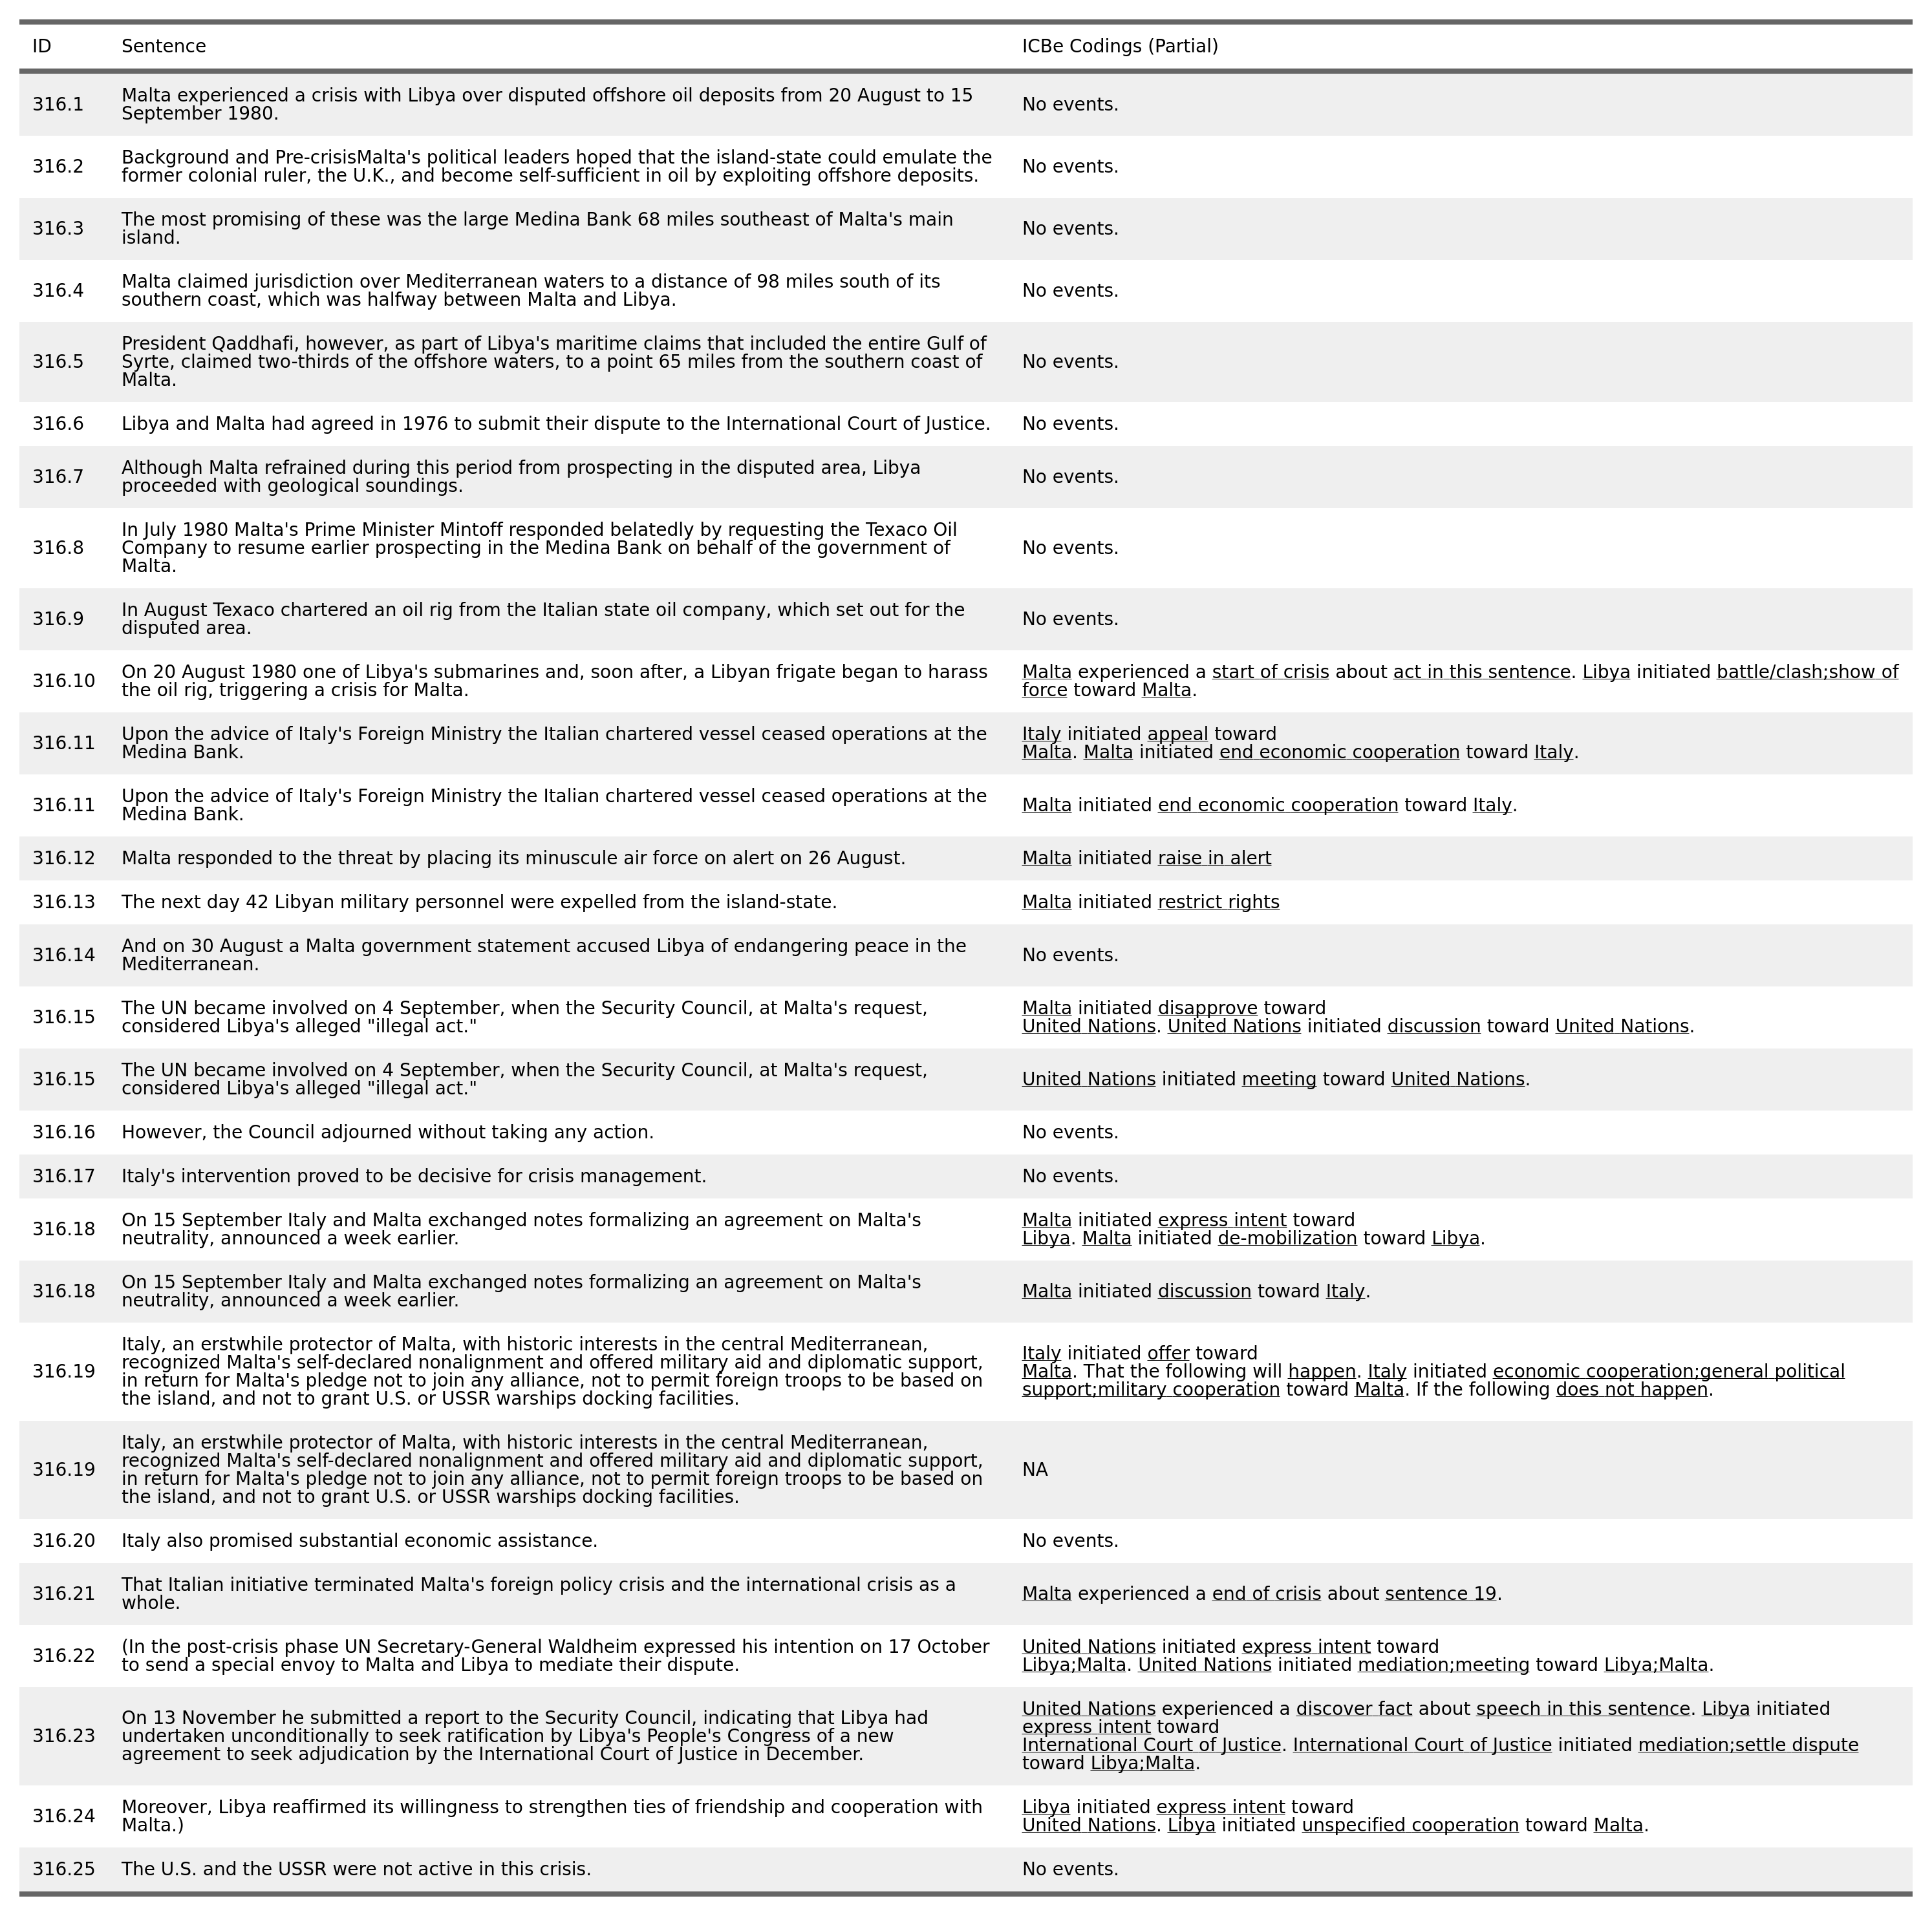 ID Sentence ICBe Codings (Partial)
316.1 Malta experienced a crisis with Libya over disputed offshore oil deposits from 20 August to 15
September 1980. No events.
316.2 Background and Pre-crisisMalta's political leaders hoped that the island-state could emulate the
former colonial ruler, the U.K., and become self-sufficient in oil by exploiting offshore deposits. No events.
316.3 The most promising of these was the large Medina Bank 68 miles southeast of Malta's main
island. No events.
316.4 Malta claimed jurisdiction over Mediterranean waters to a distance of 98 miles south of its
southern coast, which was halfway between Malta and Libya. No events.
316.5 President Qaddhafi, however, as part of Libya's maritime claims that included the entire Gulf of
Syrte, claimed two-thirds of the offshore waters, to a point 65 miles from the southern coast of
Malta. No events.
316.6 Libya and Malta had agreed in 1976 to submit their dispute to the International Court of Justice. No events.
316.7 Although Malta refrained during this period from prospecting in the disputed area, Libya
proceeded with geological soundings. No events.
316.8 In July 1980 Malta's Prime Minister Mintoff responded belatedly by requesting the Texaco Oil
Company to resume earlier prospecting in the Medina Bank on behalf of the government of
Malta. No events.
316.9 In August Texaco chartered an oil rig from the Italian state oil company, which set out for the
disputed area. No events.
316.10 On 20 August 1980 one of Libya's submarines and, soon after, a Libyan frigate began to harass
the oil rig, triggering a crisis for Malta.
Malta experienced a start of crisis about act in this sentence. Libya initiated battle/clash;show of
force toward Malta.
316.11 Upon the advice of Italy's Foreign Ministry the Italian chartered vessel ceased operations at the
Medina Bank.
Italy initiated appeal toward
Malta. Malta initiated end economic cooperation toward Italy.
316.11 Upon the advice of Italy's Foreign Ministry the Italian chartered vessel ceased operations at the
Medina Bank.
Malta initiated end economic cooperation toward Italy.
316.12 Malta responded to the threat by placing its minuscule air force on alert on 26 August. Malta initiated raise in alert
316.13 The next day 42 Libyan military personnel were expelled from the island-state. Malta initiated restrict rights
316.14 And on 30 August a Malta government statement accused Libya of endangering peace in the
Mediterranean. No events.
316.15 The UN became involved on 4 September, when the Security Council, at Malta's request,
considered Libya's alleged "illegal act."
Malta initiated disapprove toward
United Nations. United Nations initiated discussion toward United Nations.
316.15 The UN became involved on 4 September, when the Security Council, at Malta's request,
considered Libya's alleged "illegal act."
United Nations initiated meeting toward United Nations.
316.16 However, the Council adjourned without taking any action. No events.
316.17 Italy's intervention proved to be decisive for crisis management. No events.
316.18 On 15 September Italy and Malta exchanged notes formalizing an agreement on Malta's
neutrality, announced a week earlier.
Malta initiated express intent toward
Libya. Malta initiated de-mobilization toward Libya.
316.18 On 15 September Italy and Malta exchanged notes formalizing an agreement on Malta's
neutrality, announced a week earlier.
Malta initiated discussion toward Italy.
316.19 Italy, an erstwhile protector of Malta, with historic interests in the central Mediterranean,
recognized Malta's self-declared nonalignment and offered military aid and diplomatic support,
in return for Malta's pledge not to join any alliance, not to permit foreign troops to be based on
the island, and not to grant U.S. or USSR warships docking facilities.
Italy initiated offer toward
Malta. That the following will happen. Italy initiated economic cooperation;general political
support;military cooperation toward Malta. If the following does not happen.
316.19 Italy, an erstwhile protector of Malta, with historic interests in the central Mediterranean,
recognized Malta's self-declared nonalignment and offered military aid and diplomatic support,
in return for Malta's pledge not to join any alliance, not to permit foreign troops to be based on
the island, and not to grant U.S. or USSR warships docking facilities.
NA
316.20 Italy also promised substantial economic assistance. No events.
316.21 That Italian initiative terminated Malta's foreign policy crisis and the international crisis as a
whole.
Malta experienced a end of crisis about sentence 19.
316.22 (In the post-crisis phase UN Secretary-General Waldheim expressed his intention on 17 October
to send a special envoy to Malta and Libya to mediate their dispute.
United Nations initiated express intent toward
Libya;Malta. United Nations initiated mediation;meeting toward Libya;Malta.
316.23 On 13 November he submitted a report to the Security Council, indicating that Libya had
undertaken unconditionally to seek ratification by Libya's People's Congress of a new
agreement to seek adjudication by the International Court of Justice in December.
United Nations experienced a discover fact about speech in this sentence. Libya initiated
express intent toward
International Court of Justice. International Court of Justice initiated mediation;settle dispute
toward Libya;Malta.
316.24 Moreover, Libya reaffirmed its willingness to strengthen ties of friendship and cooperation with
Malta.)
Libya initiated express intent toward
United Nations. Libya initiated unspecified cooperation toward Malta.
316.25 The U.S. and the USSR were not active in this crisis. No events.